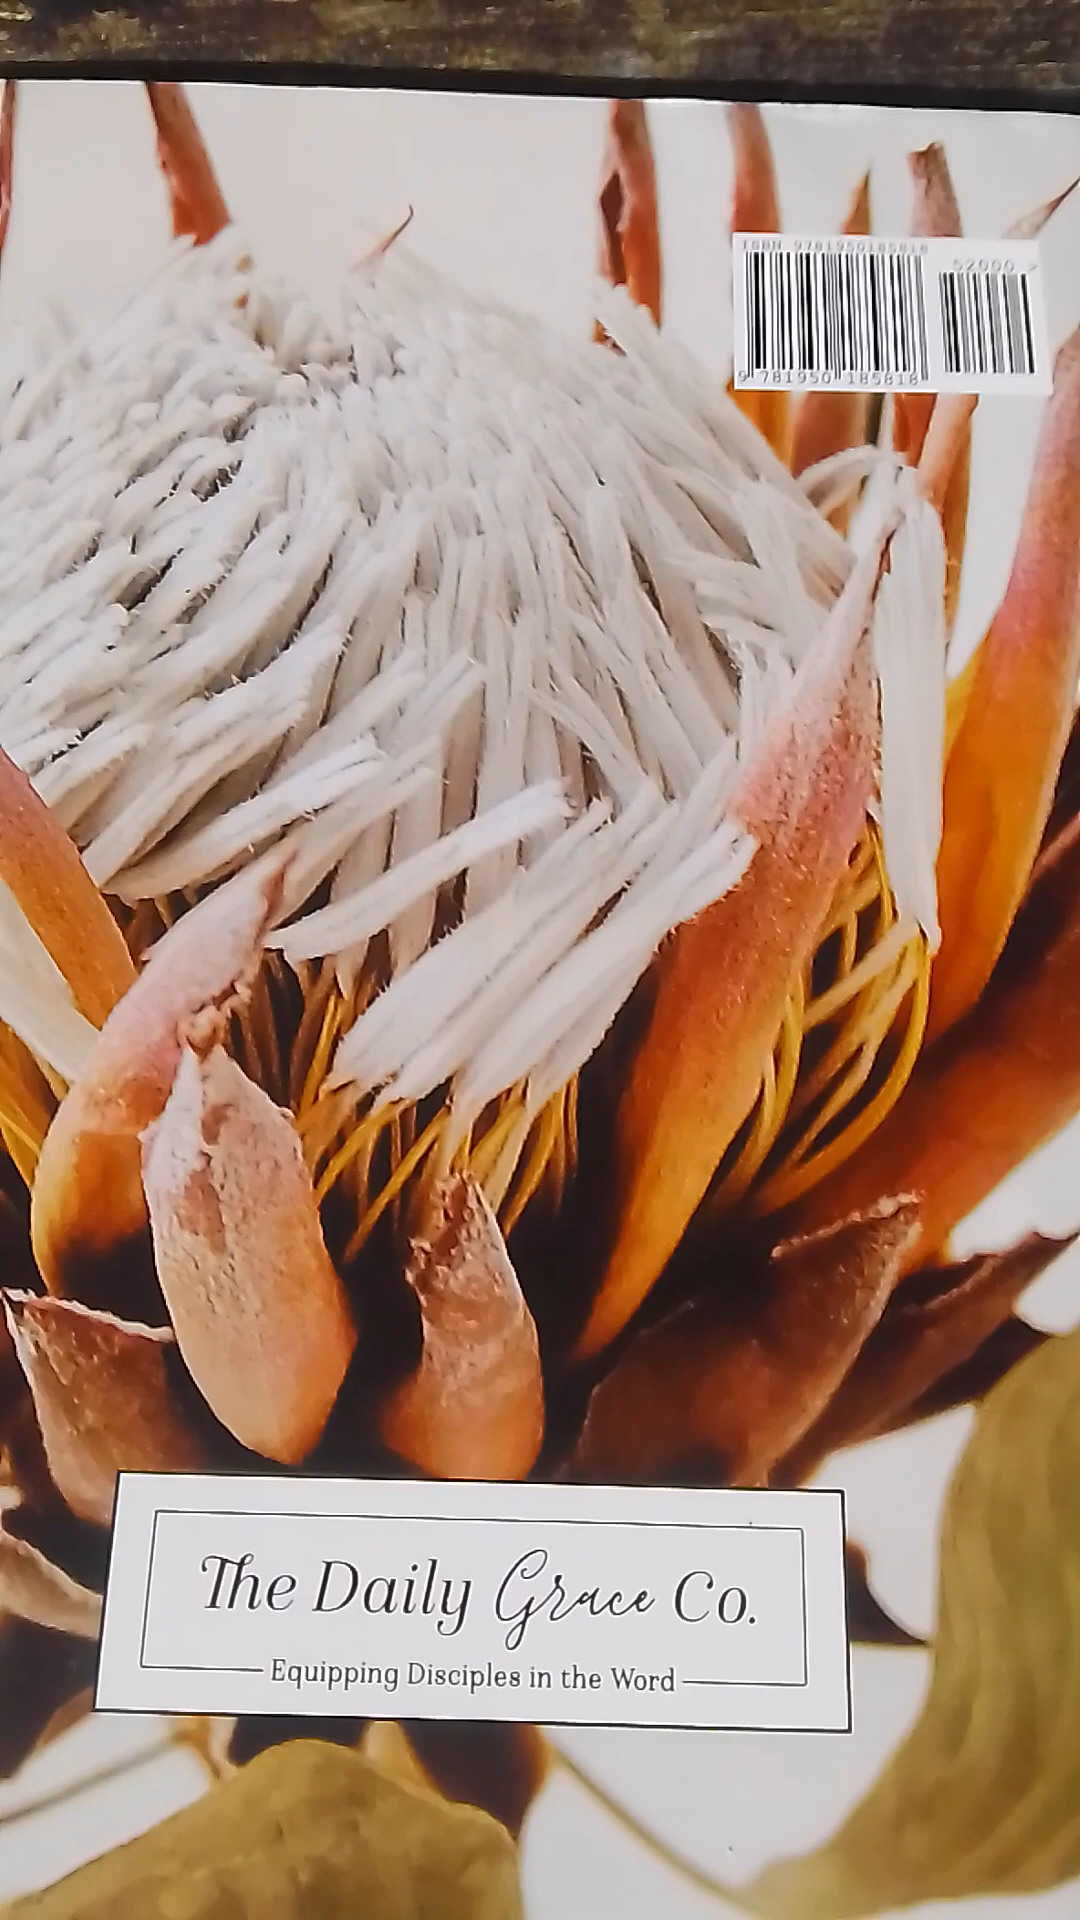 ISBN 9781950185818
52000 >
9 781950 185818
The Daily Grace Co.
Equipping Disciples in the Word